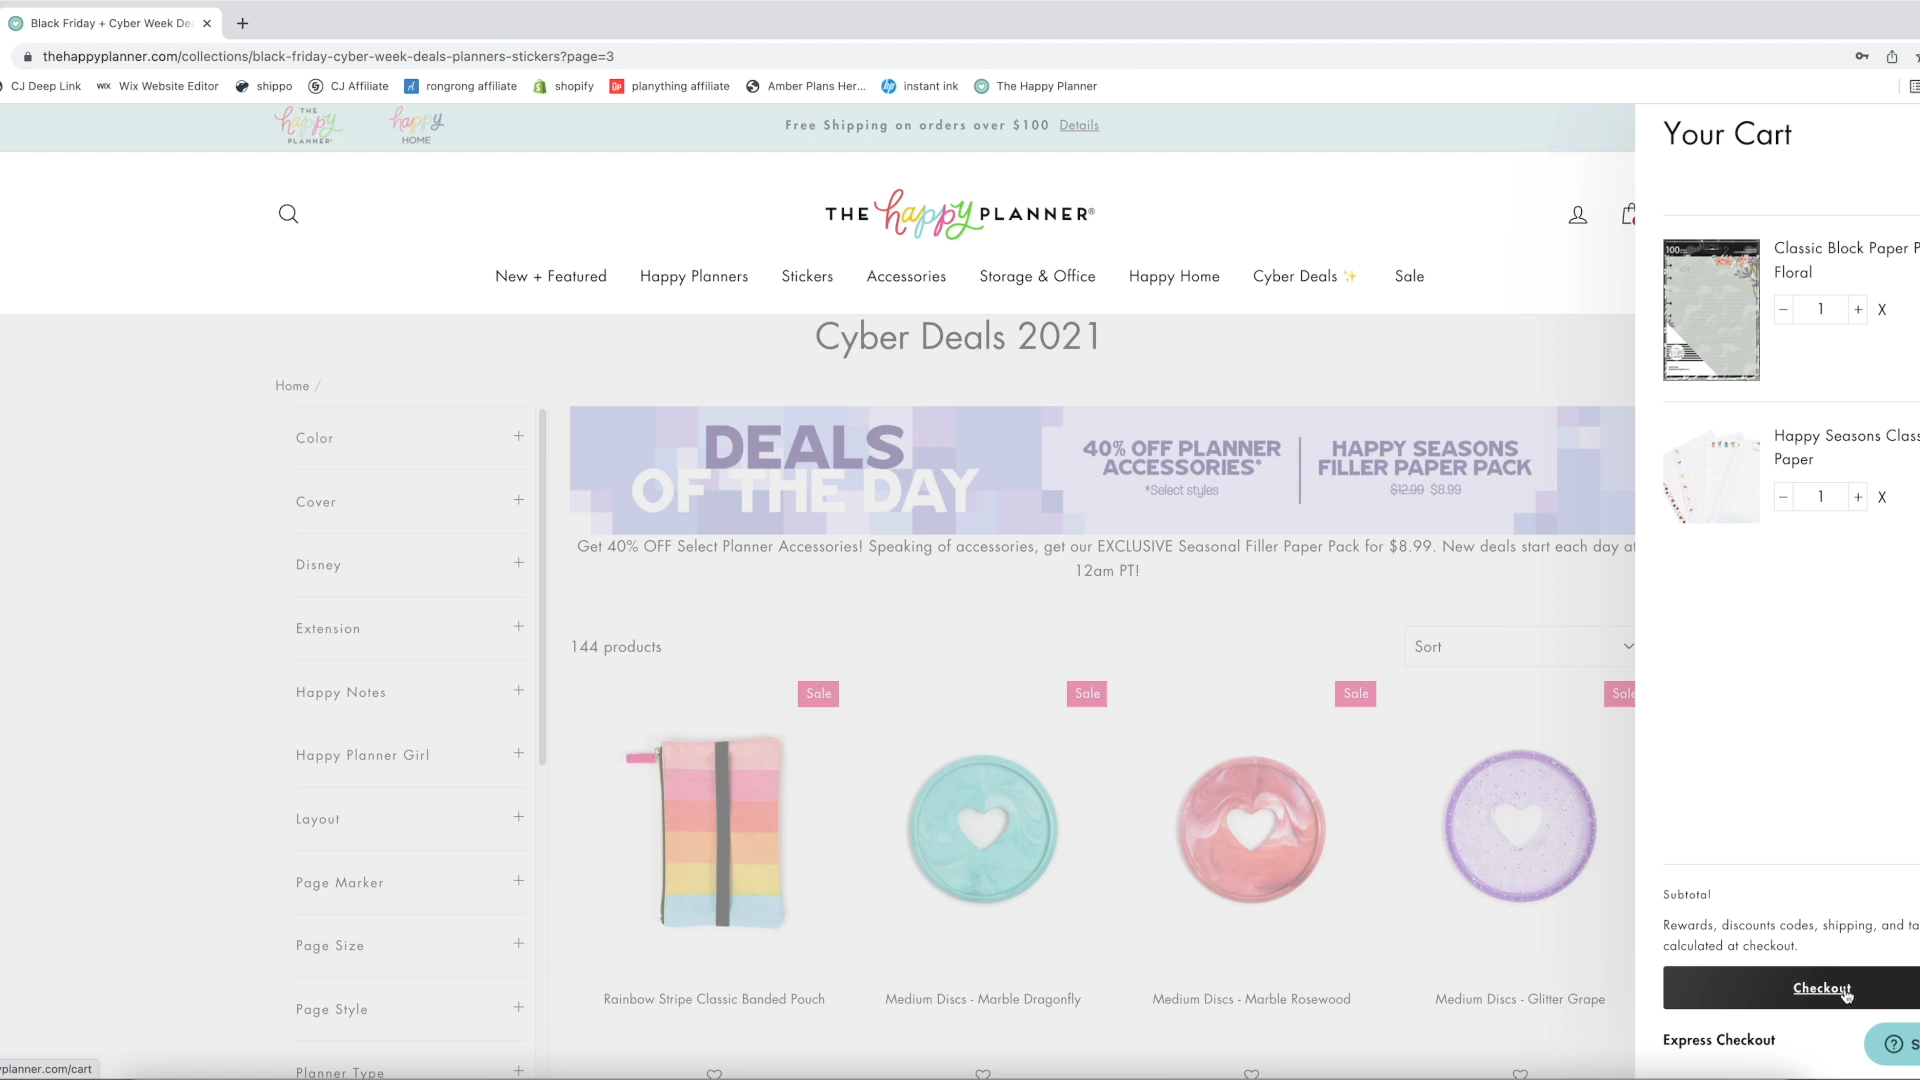 Black Friday + Cyber Week De
thehappyplanner.com/collections/black-friday-cyber-week-deals-planners-stickers?page=3
CJ Deep Link
WIX Wix Website Editor
shippo
CJ Affiliate
rongrong affiliate
shopify
planything affiliate
Amber Plans Her...
instant ink
The Happy Planner
THE happy PLANNER
happy HOME
Free Shipping on orders over $100 Details
THE happy PLANNER®
New + Featured
Happy Planners
Stickers
Accessories
Storage & Office
Happy Home
Cyber Deals ✨
Sale
Cyber Deals 2021
Home /
Color
Cover
Disney
Extension
Happy Notes
Happy Planner Girl
Layout
Page Marker
Page Size
Page Style
Planner Type
DEALS
OF THE DAY
40% OFF PLANNER
ACCESSORIES*
*Select styles
HAPPY SEASONS
FILLER PAPER PACK
$12.99 $8.99
Get 40% OFF Select Planner Accessories! Speaking of accessories, get our EXCLUSIVE Seasonal Filler Paper Pack for $8.99. New deals start each day at
12am PT!
144 products
Sort
Sale
Sale
Sale
Sale
Rainbow Stripe Classic Banded Pouch
Medium Discs - Marble Dragonfly
Medium Discs - Marble Rosewood
Medium Discs - Glitter Grape
Your Cart
100
Classic Block Paper P
Floral
− 1 + X
Happy Seasons Clas
Paper
− 1 + X
Subtotal
Rewards, discounts codes, shipping, and ta
calculated at checkout.
Checkout
Express Checkout
S
yplanner.com/cart